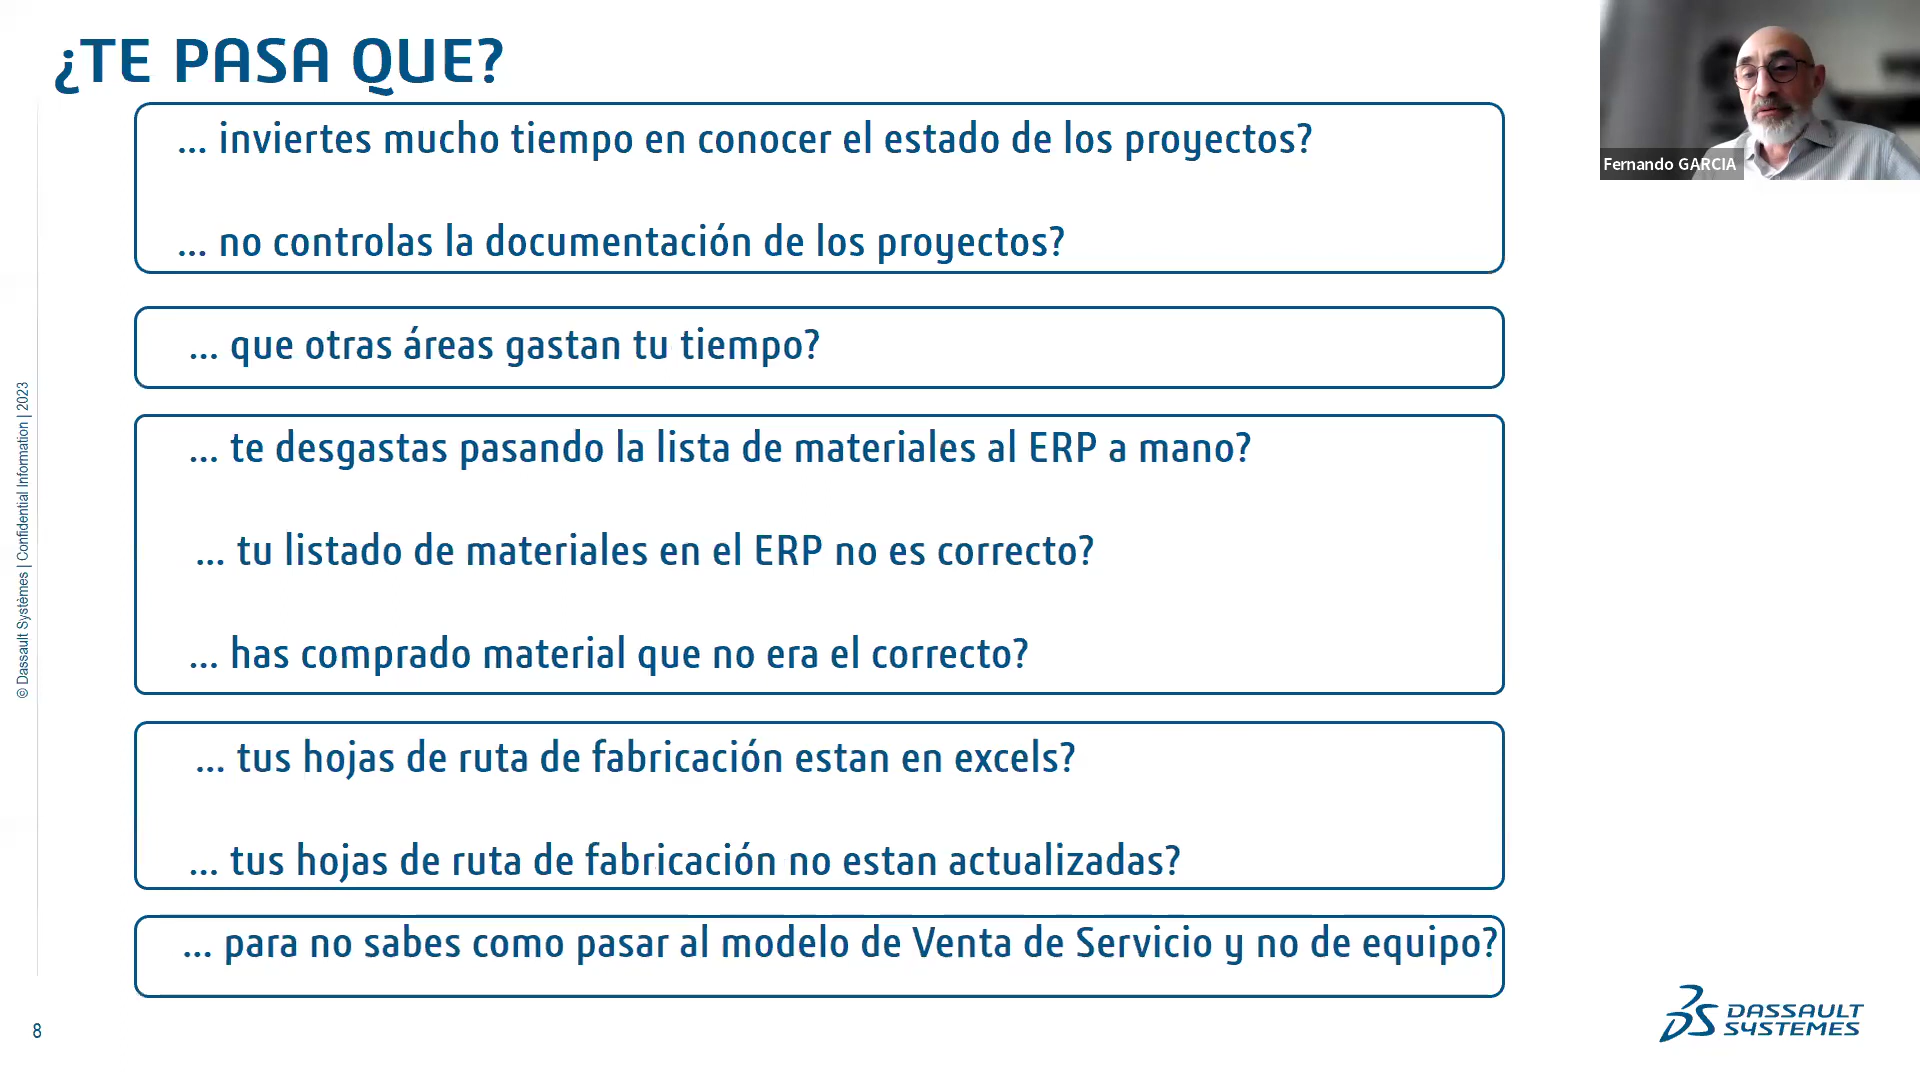 ¿TE PASA QUE?
... inviertes mucho tiempo en conocer el estado de los proyectos?
... no controlas la documentación de los proyectos?
... que otras áreas gastan tu tiempo?
... te desgastas pasando la lista de materiales al ERP a mano?
... tu listado de materiales en el ERP no es correcto?
... has comprado material que no era el correcto?
... tus hojas de ruta de fabricación estan en excels?
... tus hojas de ruta de fabricación no estan actualizadas?
... para no sabes como pasar al modelo de Venta de Servicio y no de equipo?
Fernando GARCIA
© Dassault Systèmes | Confidential Information | 2023
8
DASSAULT
SYSTEMES